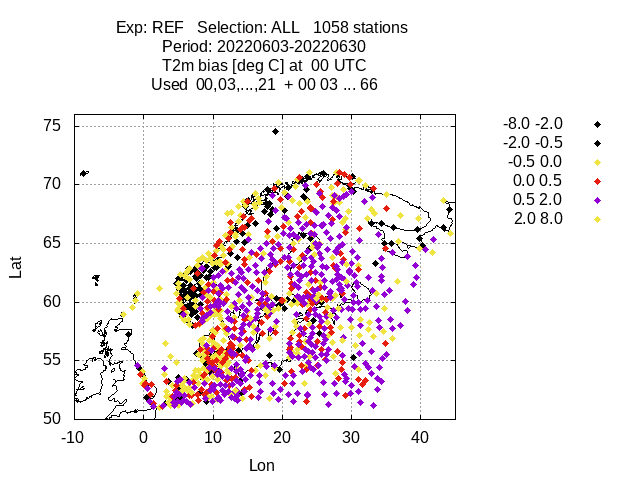 Exp: REF   Selection: ALL   1058 stations
Period: 20220603-20220630
T2m bias [deg C] at  00 UTC
Used  00,03,...,21  + 00 03 ... 66
75
70
65
60
55
50
Lat
-10 0 10 20 30 40
Lon
-8.0 -2.0
-2.0 -0.5
-0.5 0.0
0.0 0.5
0.5 2.0
2.0 8.0